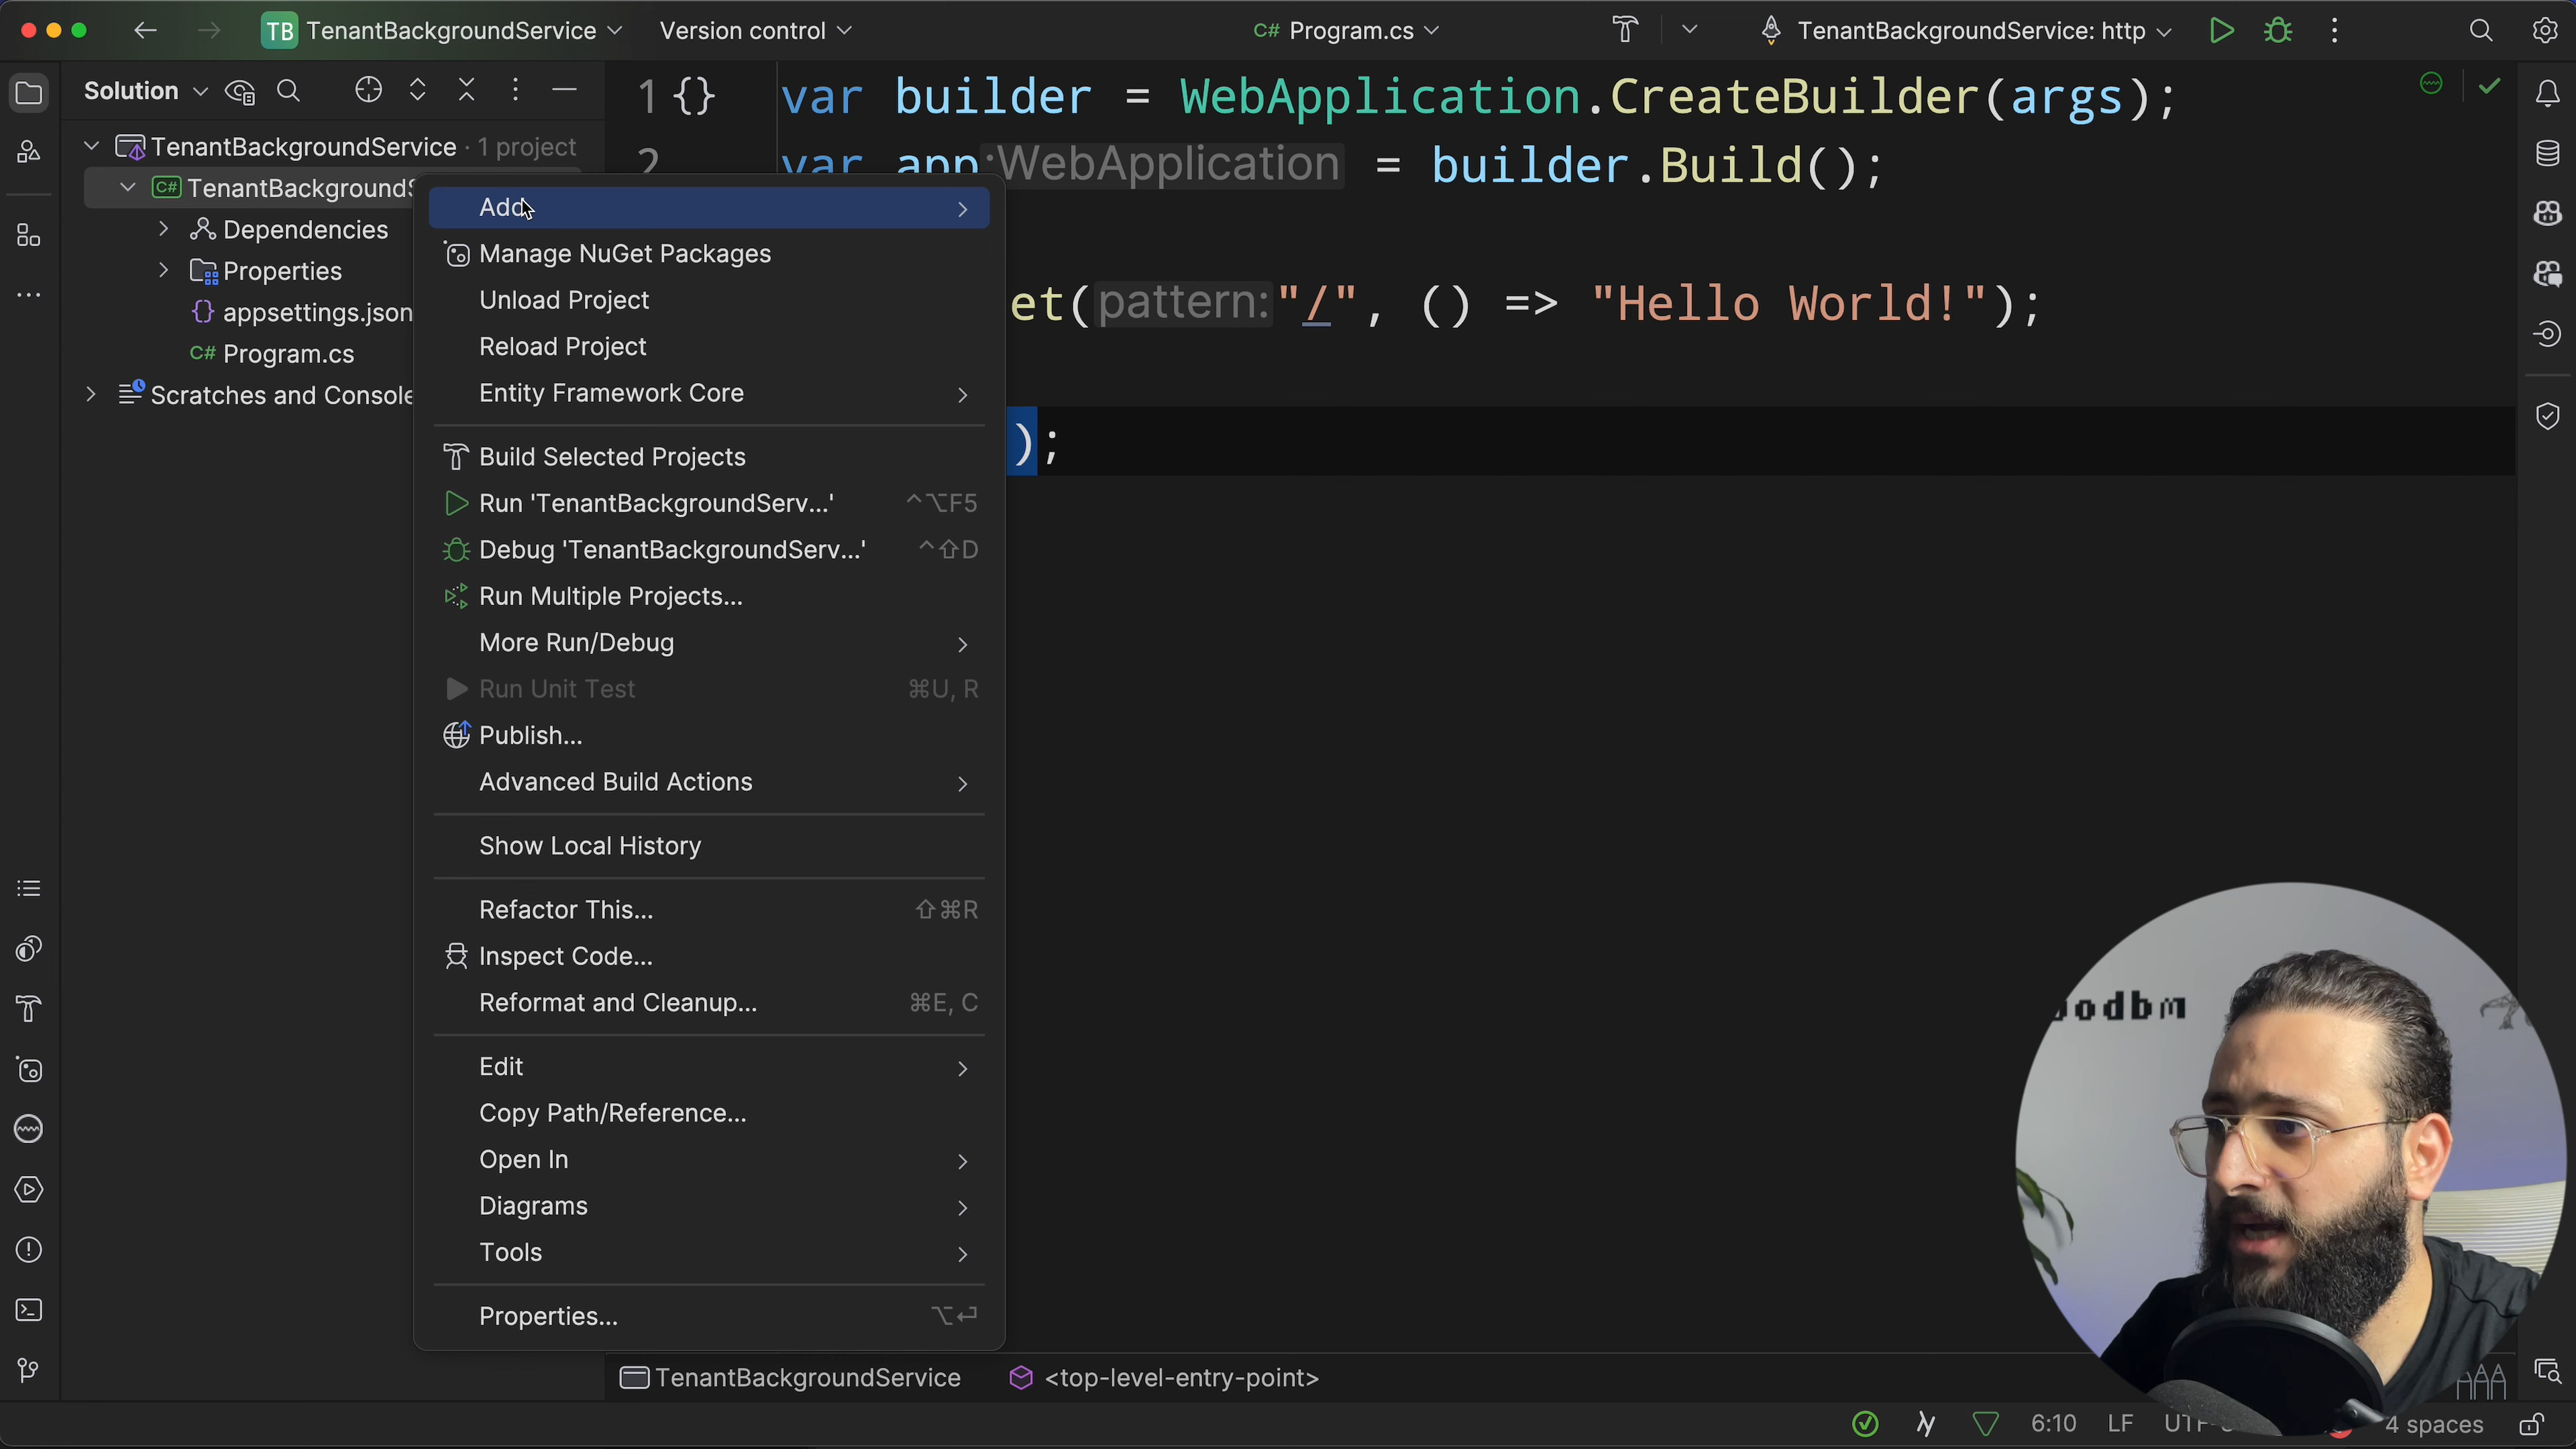 TB TenantBackgroundService
Version control
C# Program.cs
TenantBackgroundService: http
Solution
TenantBackgroundService · 1 project
C# TenantBackgroundS
Dependencies
Properties
{} appsettings.json
C# Program.cs
Scratches and Console
1 {} var builder = WebApplication.CreateBuilder(args);
2 var app :WebApplication = builder.Build();
et( pattern: "/", () => "Hello World!");
);
Add
Manage NuGet Packages
Unload Project
Reload Project
Entity Framework Core
Build Selected Projects
Run 'TenantBackgroundServ...' ^⌥F5
Debug 'TenantBackgroundServ...' ^⇧D
Run Multiple Projects...
More Run/Debug
Run Unit Test ⌘U, R
Publish...
Advanced Build Actions
Show Local History
Refactor This... ⇧⌘R
Inspect Code...
Reformat and Cleanup... ⌘E, C
Edit
Copy Path/Reference...
Open In
Diagrams
Tools
Properties... ⌥↩
odbm
TenantBackgroundService
<top-level-entry-point>
6:10 LF UTF-8 4 spaces